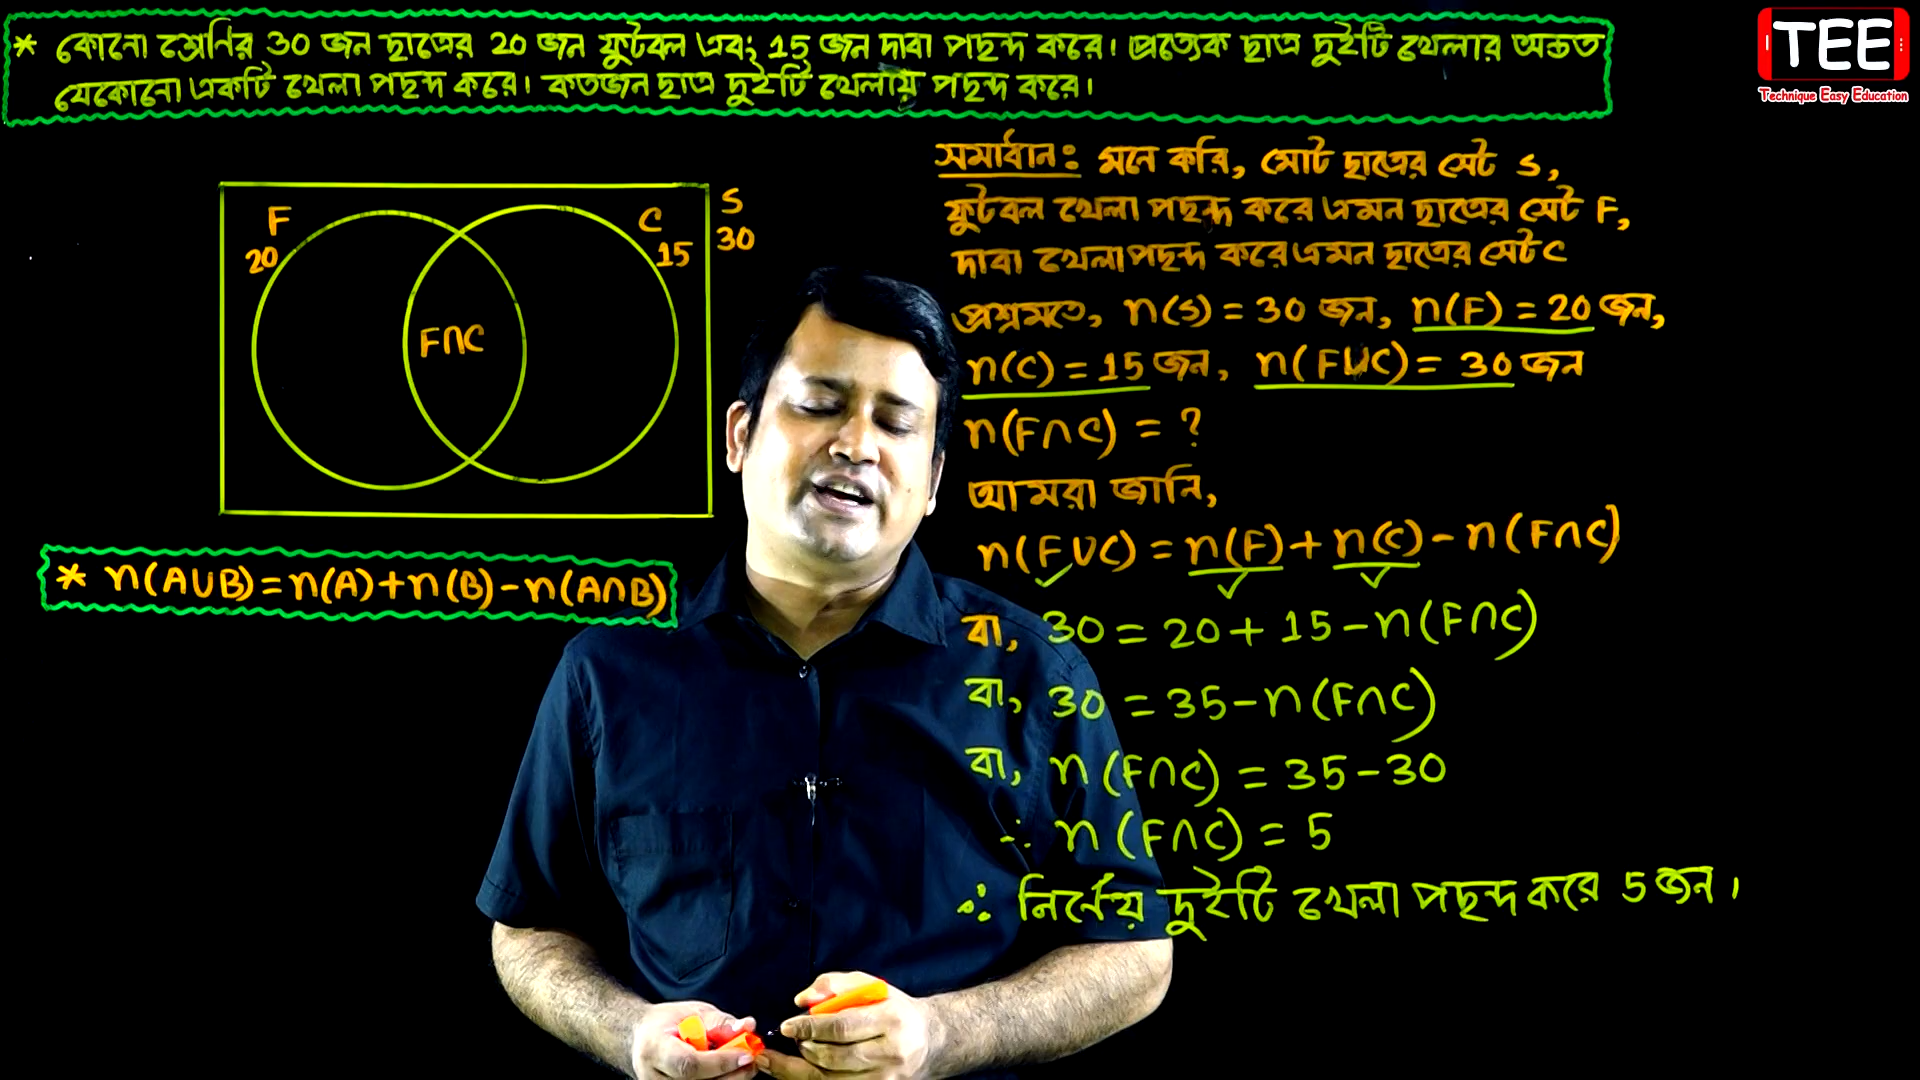 * কোনো শ্রেণির 30 জন ছাত্রের 20 জন ফুটবল এবং 15 জন দাবা পছন্দ করে। প্রত্যেক ছাত্র দুইটি খেলার অন্তত
যেকোনো একটি খেলা পছন্দ করে। কতজন ছাত্র দুইটি খেলায় পছন্দ করে।
TEE
Technique Easy Education
F
20
C
15
S
30
F∩C
* n(A∪B)=n(A)+n(B)-n(A∩B)
সমাধান: মনে করি, মোট ছাত্রের সেট S,
ফুটবল খেলা পছন্দ করে এমন ছাত্রের সেট F,
দাবা খেলা পছন্দ করে এমন ছাত্রের সেট C
প্রশ্নমতে, n(S) = 30 জন, n(F) = 20 জন,
n(C) = 15 জন, n(F∪C) = 30 জন
n(F∩C) = ?
আমরা জানি,
n(F∪C) = n(F) + n(C) - n(F∩C)
বা, 30 = 20 + 15 - n(F∩C)
বা, 30 = 35 - n(F∩C)
বা, n(F∩C) = 35 - 30
∴ n(F∩C) = 5
∴ নির্ণেয় দুইটি খেলা পছন্দ করে 5 জন।